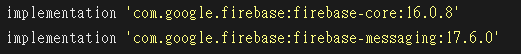 implementation 'com.google.firebase:firebase-core:16.0.8'
implementation 'com.google.firebase:firebase-messaging:17.6.0'